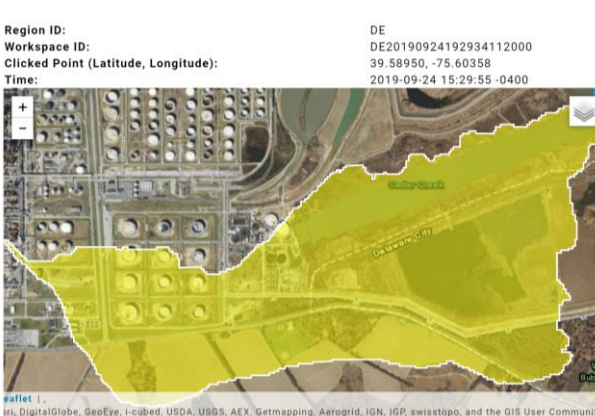 Region ID: DE
Workspace ID: DE20190924192934112000
Clicked Point (Latitude, Longitude): 39.58950, -75.60358
Time: 2019-09-24 15:29:55 -0400
+
−
Cedar Creek
Delaware City
Bub
eaflet | ,
ri, DigitalGlobe, GeoEye, i-cubed, USDA, USGS, AEX, Getmapping, Aerogrid, IGN, IGP, swisstopo, and the GIS User Commun